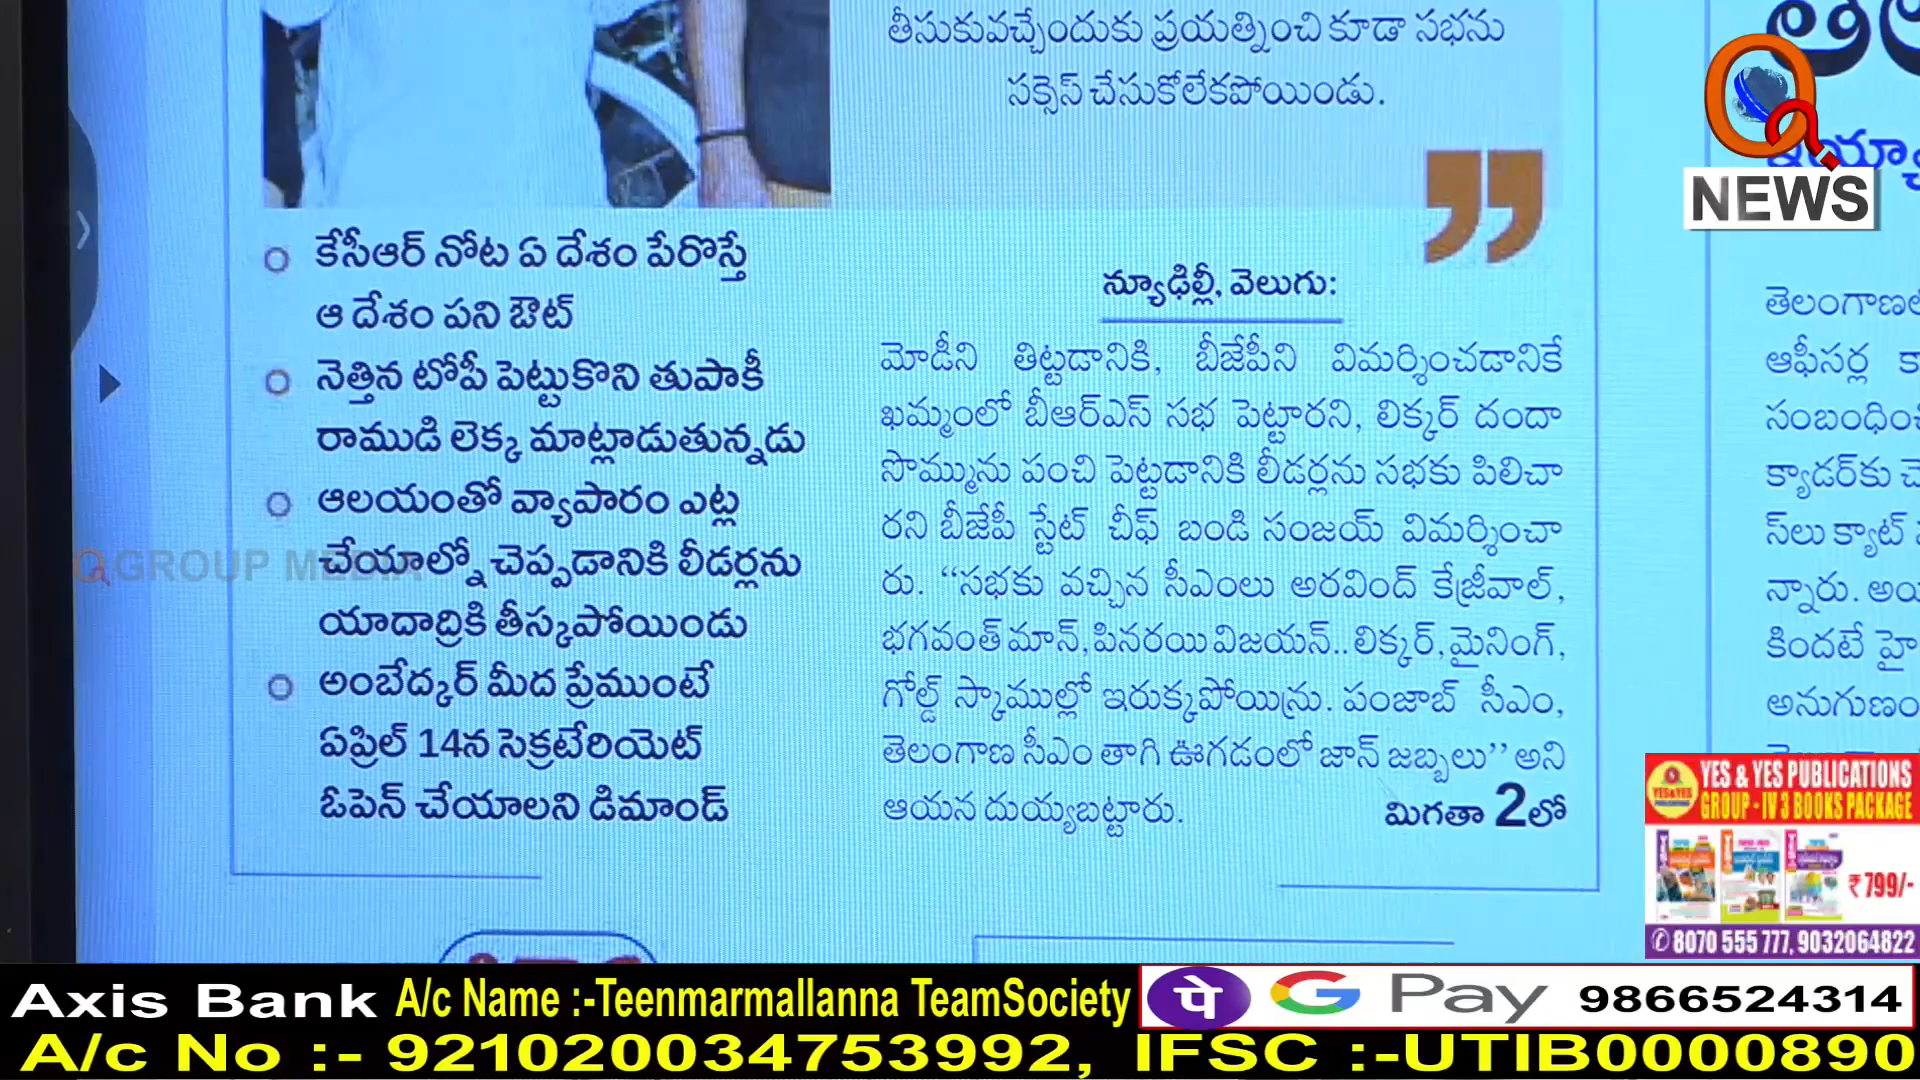 తీసుకువచ్చేందుకు ప్రయత్నించి కూడా సభను
సక్సెస్ చేసుకోలేకపోయిండు.
”
న్యూఢిల్లీ, వెలుగు:
మోడీని తిట్టడానికి, బీజేపీని విమర్శించడానికే
ఖమ్మంలో బీఆర్ఎస్ సభ పెట్టారని, లిక్కర్ దందా
సొమ్మును పంచి పెట్టడానికి లీడర్లను సభకు పిలిచా
రని బీజేపీ స్టేట్ చీఫ్ బండి సంజయ్ విమర్శించా
రు. “సభకు వచ్చిన సీఎంలు అరవింద్ కేజ్రీవాల్,
భగవంత్ మాన్, పినరయి విజయన్.. లిక్కర్, మైనింగ్,
గోల్డ్ స్కాముల్లో ఇరుక్కపోయిన్రు. పంజాబ్ సీఎం,
తెలంగాణ సీఎం తాగి ఊగడంలో జాన్ జబ్బలు” అని
ఆయన దుయ్యబట్టారు.
మిగతా 2లో
కేసీఆర్ నోట ఏ దేశం పేరొస్తే
ఆ దేశం పని ఔట్
నెత్తిన టోపీ పెట్టుకొని తుపాకీ
రాముడి లెక్క మాట్లాడుతున్నడు
ఆలయంతో వ్యాపారం ఎట్ల
చేయాల్నో చెప్పడానికి లీడర్లను
యాదాద్రికి తీస్కపోయిండు
అంబేద్కర్ మీద ప్రేముంటే
ఏప్రిల్ 14న సెక్రటేరియెట్
ఓపెన్ చేయాలని డిమాండ్
GROUP MEDIA
ఆఫీసర్ల
క్యాడర్‌కు
స్‌లు క్యాట్
న్నారు.
కిందటే
NEWS
YES & YES PUBLICATIONS
GROUP - IV 3 BOOKS PACKAGE
₹799/-
8070 555 777, 9032064822
Axis Bank A/c Name :-Teenmarmallanna TeamSociety
पे G Pay 9866524314
A/c No :- 921020034753992, IFSC :-UTIB0000890